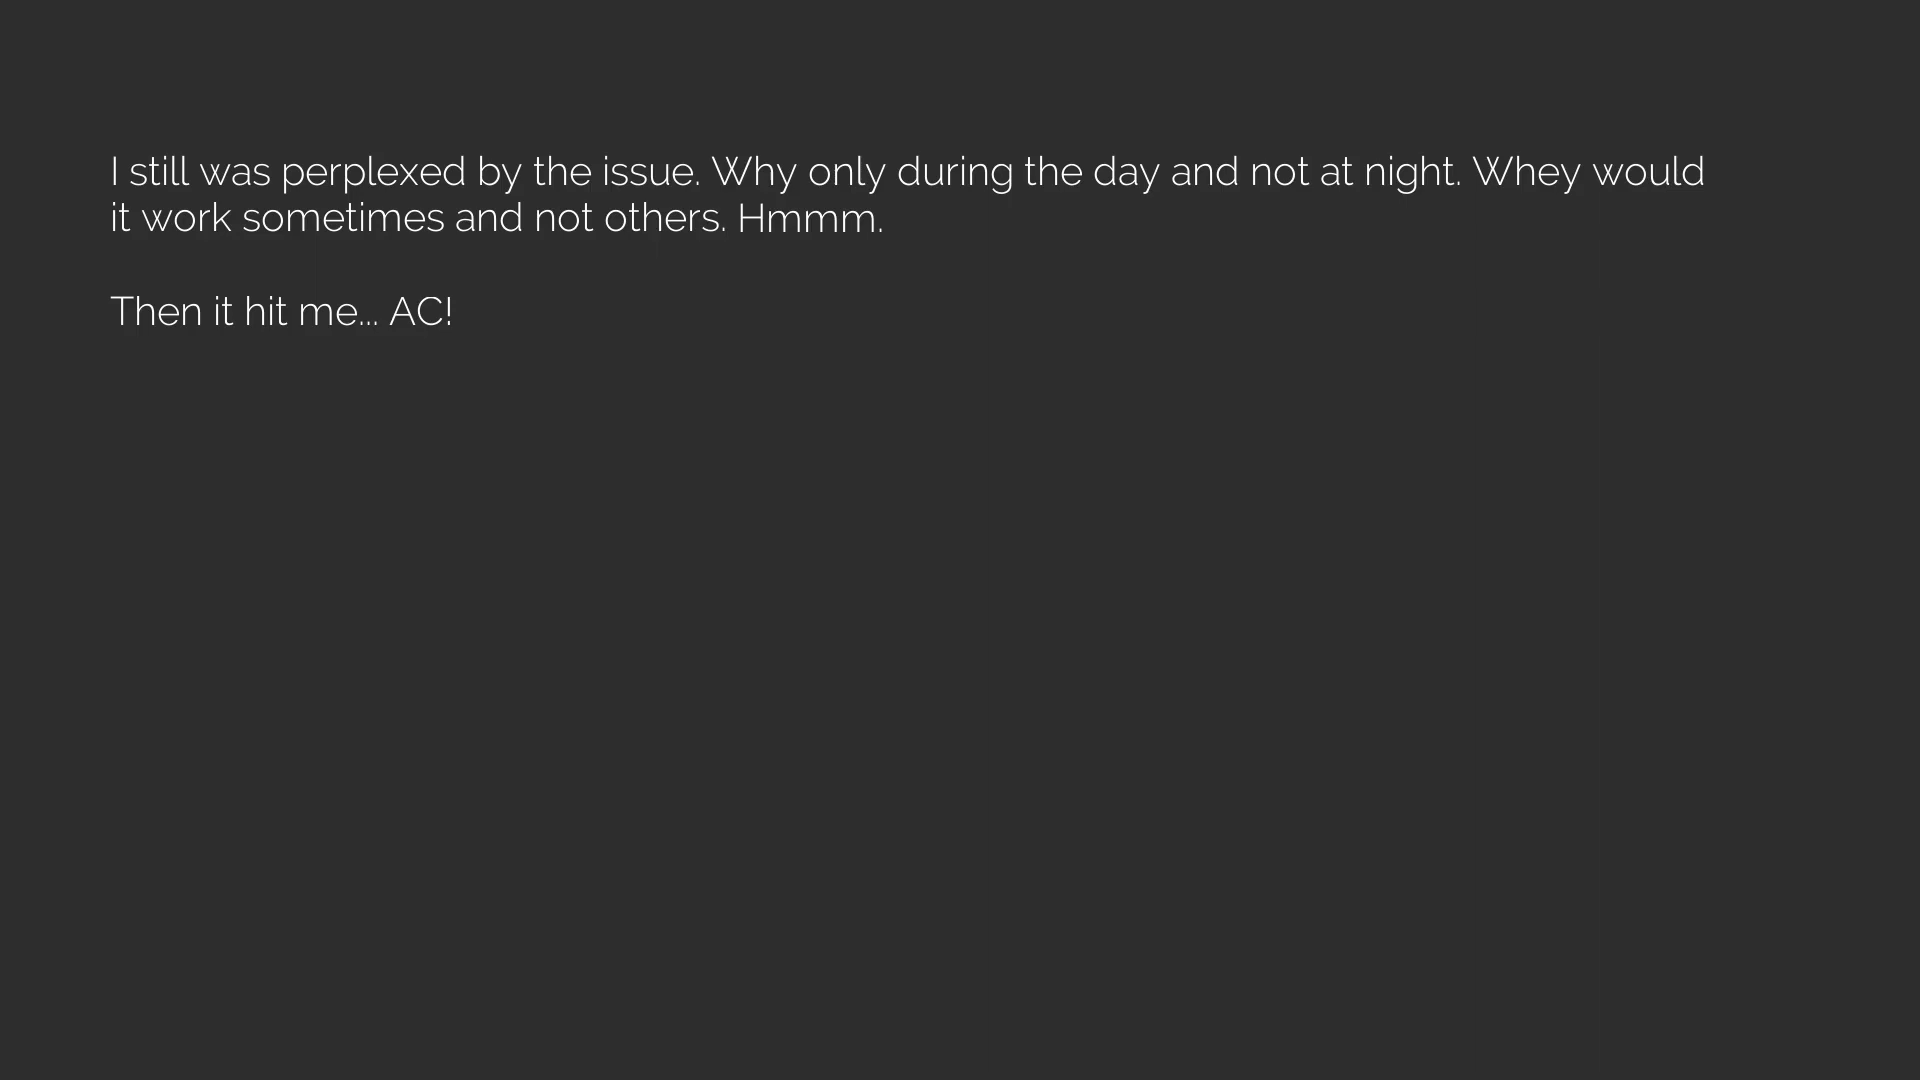 I still was perplexed by the issue. Why only during the day and not at night. Whey would
it work sometimes and not others. Hmmm.
Then it hit me... AC!